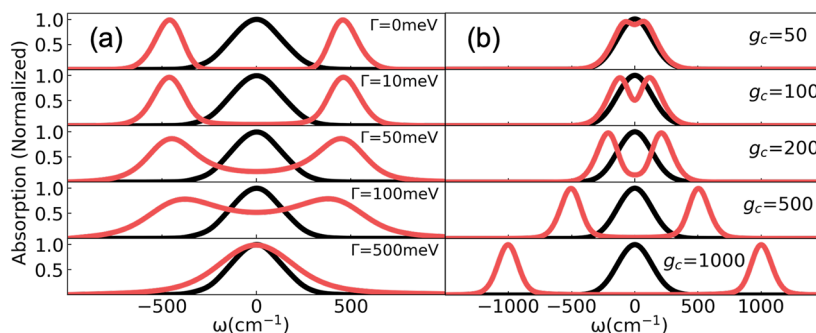 Absorption (Normalized)
(a)
1.0
0.5
Γ=0meV
1.0
0.5
Γ=10meV
1.0
0.5
Γ=50meV
1.0
0.5
Γ=100meV
1.0
0.5
Γ=500meV
−500 0 500
ω(cm⁻¹)
(b)
g_c=50
g_c=100
g_c=200
g_c=500
g_c=1000
−1000 −500 0 500 1000
ω(cm⁻¹)